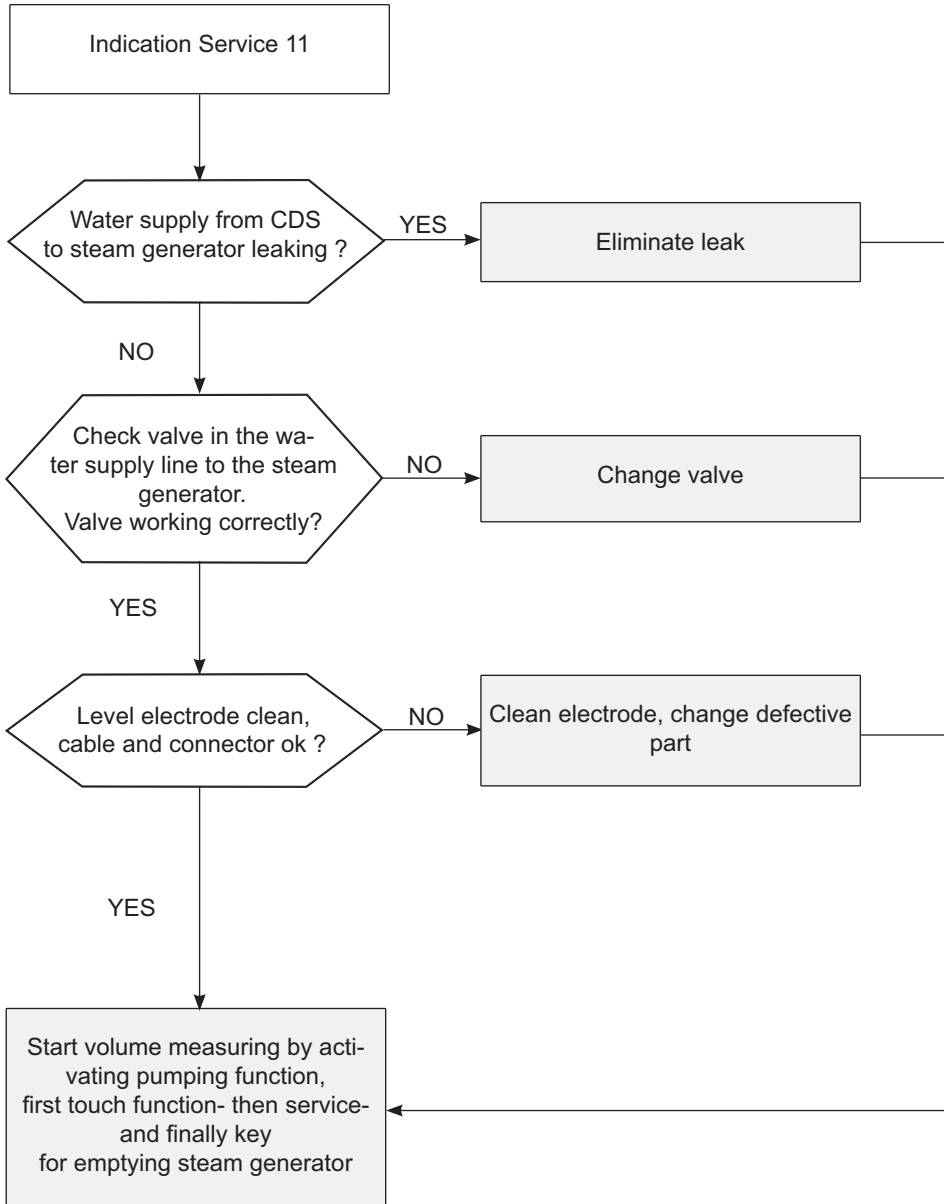 Indication Service 11
Water supply from CDS
to steam generator leaking ?
YES
Eliminate leak
NO
Check valve in the wa-
ter supply line to the steam
generator.
Valve working correctly?
NO
Change valve
YES
Level electrode clean,
cable and connector ok ?
NO
Clean electrode, change defective
part
YES
Start volume measuring by acti-
vating pumping function,
first touch function- then service-
and finally key
for emptying steam generator